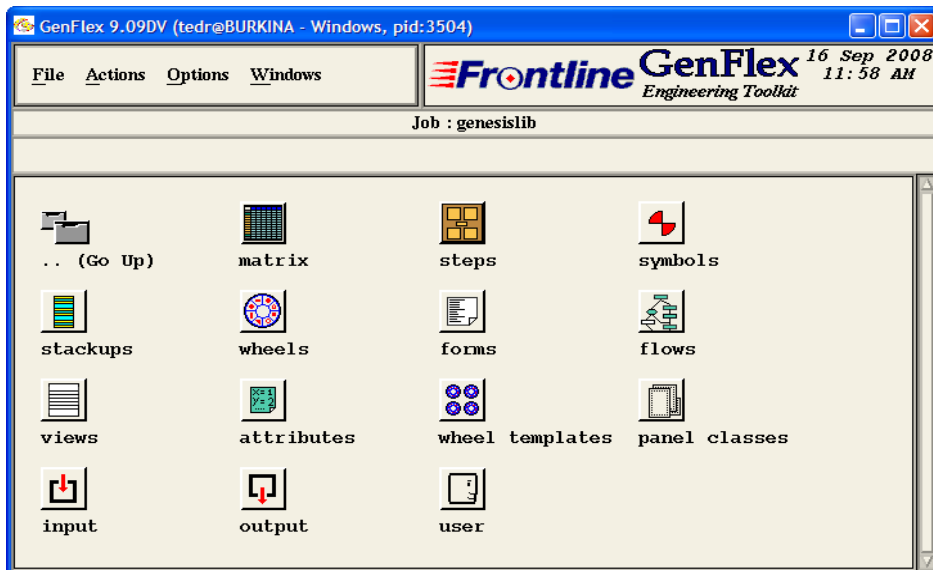 GenFlex 9.09DV (tedr@BURKINA - Windows, pid:3504)
File Actions Options Windows
Frontline GenFlex
Engineering Toolkit
16 Sep 2008
11:58 AM
Job : genesislib
.. (Go Up) matrix steps symbols
stackups wheels forms flows
x=1
y=2
views attributes wheel templates panel classes
input output user